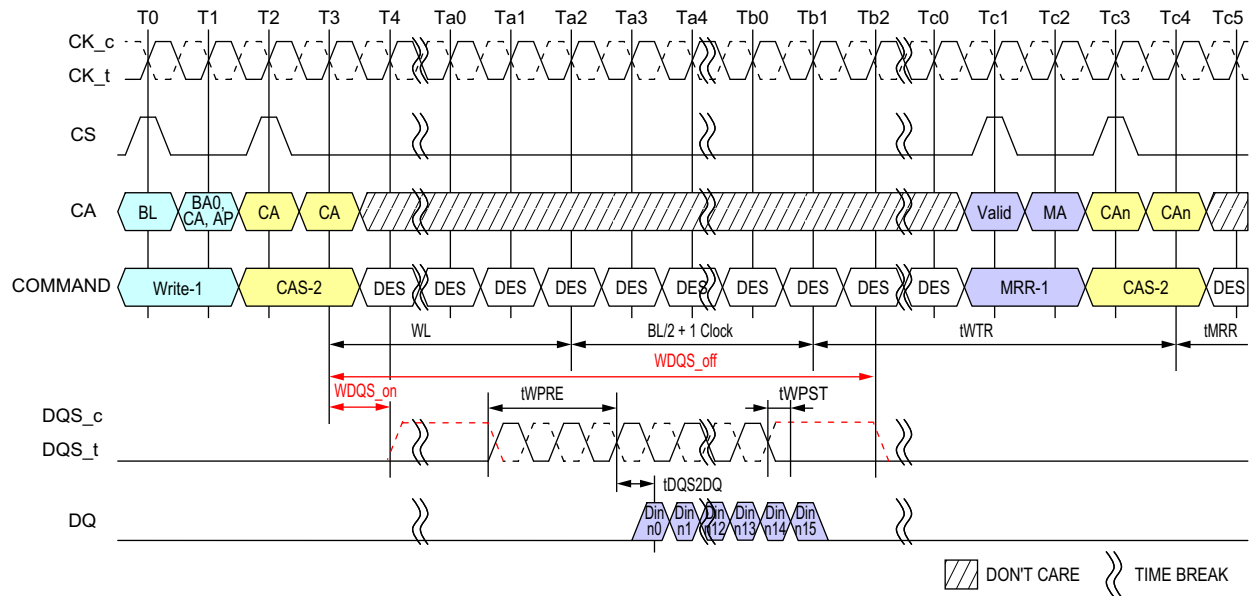 T0 T1 T2 T3 T4 Ta0 Ta1 Ta2 Ta3 Ta4 Tb0 Tb1 Tb2 Tc0 Tc1 Tc2 Tc3 Tc4 Tc5
CK_c
CK_t
CS
CA BL BA0, CA, AP CA CA Valid MA CAn CAn
COMMAND Write-1 CAS-2 DES DES DES DES DES DES DES DES DES DES MRR-1 CAS-2 DES
WL BL/2 + 1 Clock tWTR tMRR
WDQS_off
WDQS_on tWPRE tWPST
DQS_c
DQS_t
tDQS2DQ
DQ Din n0 Din n1 Din n12 Din n13 Din n14 Din n15
DON'T CARE TIME BREAK